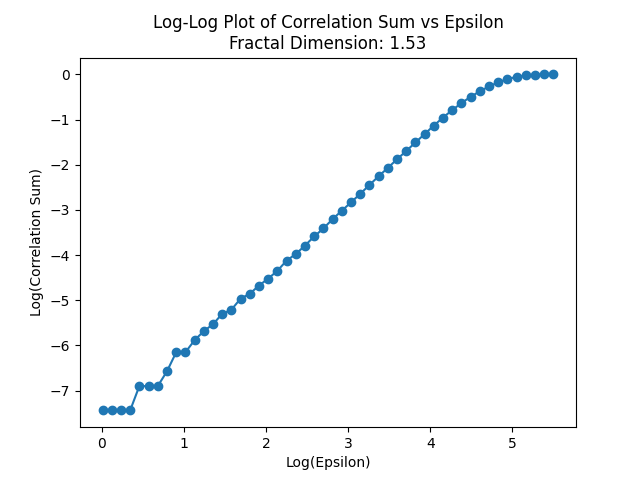 Log-Log Plot of Correlation Sum vs Epsilon
Fractal Dimension: 1.53
0
−1
−2
−3
−4
−5
−6
−7
Log(Correlation Sum)
0 1 2 3 4 5
Log(Epsilon)